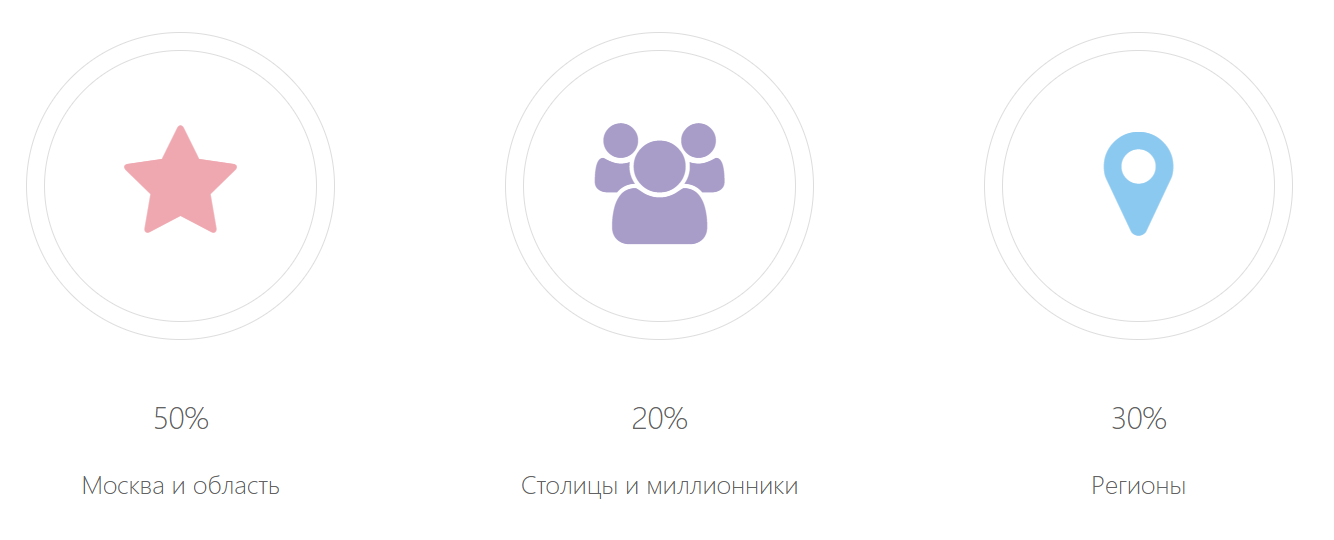 50%
20%
30%
Москва и область
Столицы и миллионники
Регионы